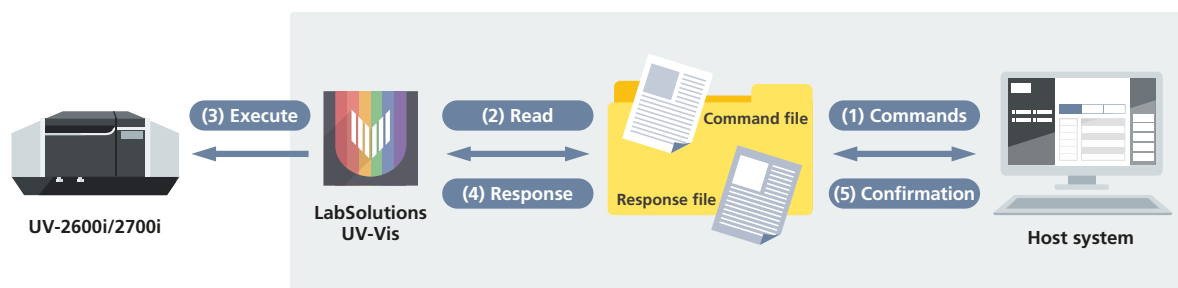 (3) Execute
(2) Read
Command file
(1) Commands
(4) Response
Response file
(5) Confirmation
LabSolutions
UV-Vis
UV-2600i/2700i
Host system